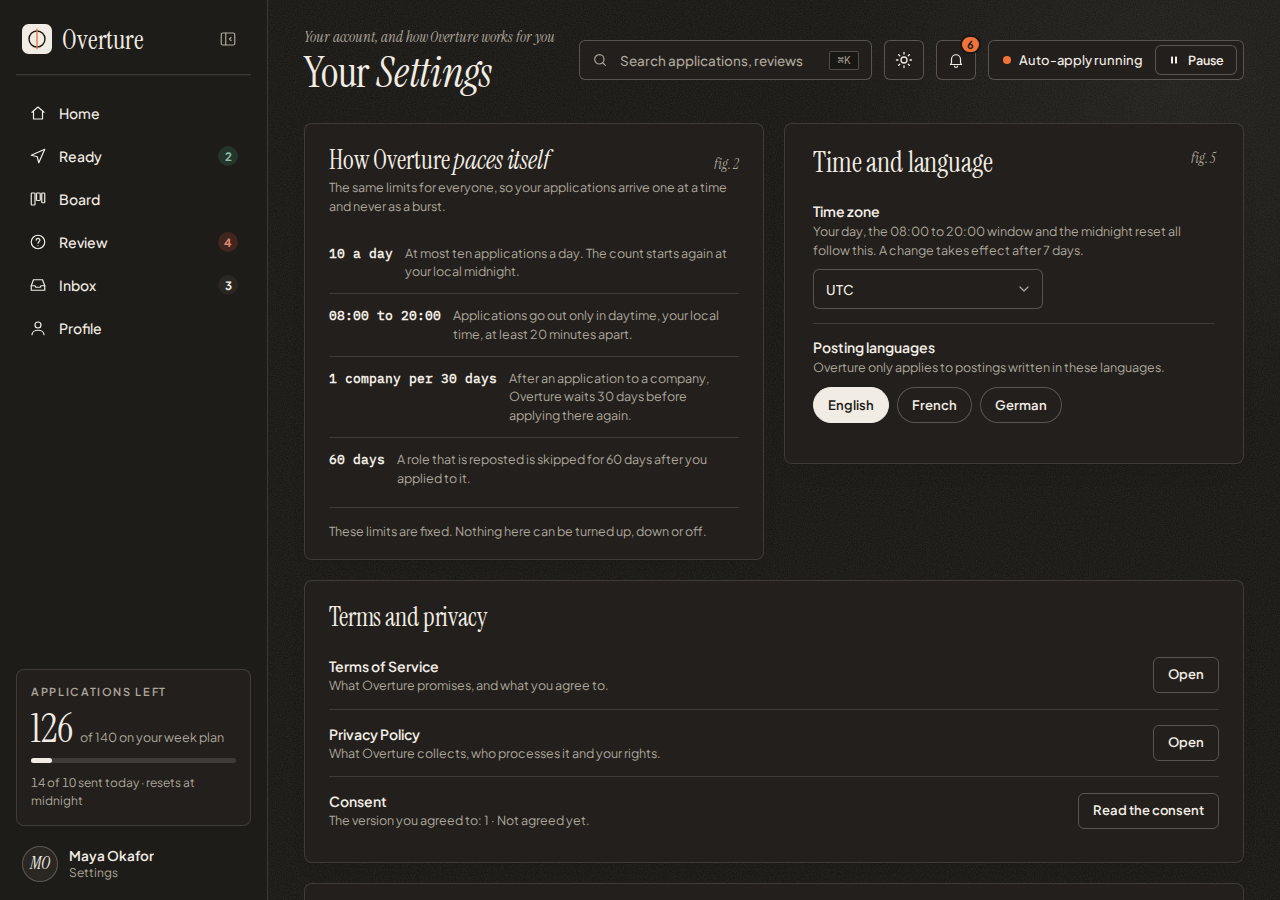 Overture
Home
Ready 2
Board
Review 4
Inbox 3
Profile
APPLICATIONS LEFT
126 of 140 on your week plan
14 of 10 sent today · resets at
midnight
MO
Maya Okafor
Settings
Your account, and how Overture works for you
Your Settings
Search applications, reviews ⌘K
6
Auto-apply running
Pause
How Overture paces itself
fig. 2
The same limits for everyone, so your applications arrive one at a time
and never as a burst.
10 a day At most ten applications a day. The count starts again at
your local midnight.
08:00 to 20:00 Applications go out only in daytime, your local
time, at least 20 minutes apart.
1 company per 30 days After an application to a company,
Overture waits 30 days before
applying there again.
60 days A role that is reposted is skipped for 60 days after you
applied to it.
These limits are fixed. Nothing here can be turned up, down or off.
Time and language
fig. 5
Time zone
Your day, the 08:00 to 20:00 window and the midnight reset all
follow this. A change takes effect after 7 days.
UTC
Posting languages
Overture only applies to postings written in these languages.
English French German
Terms and privacy
Terms of Service
What Overture promises, and what you agree to.
Open
Privacy Policy
What Overture collects, who processes it and your rights.
Open
Consent
The version you agreed to: 1 · Not agreed yet.
Read the consent